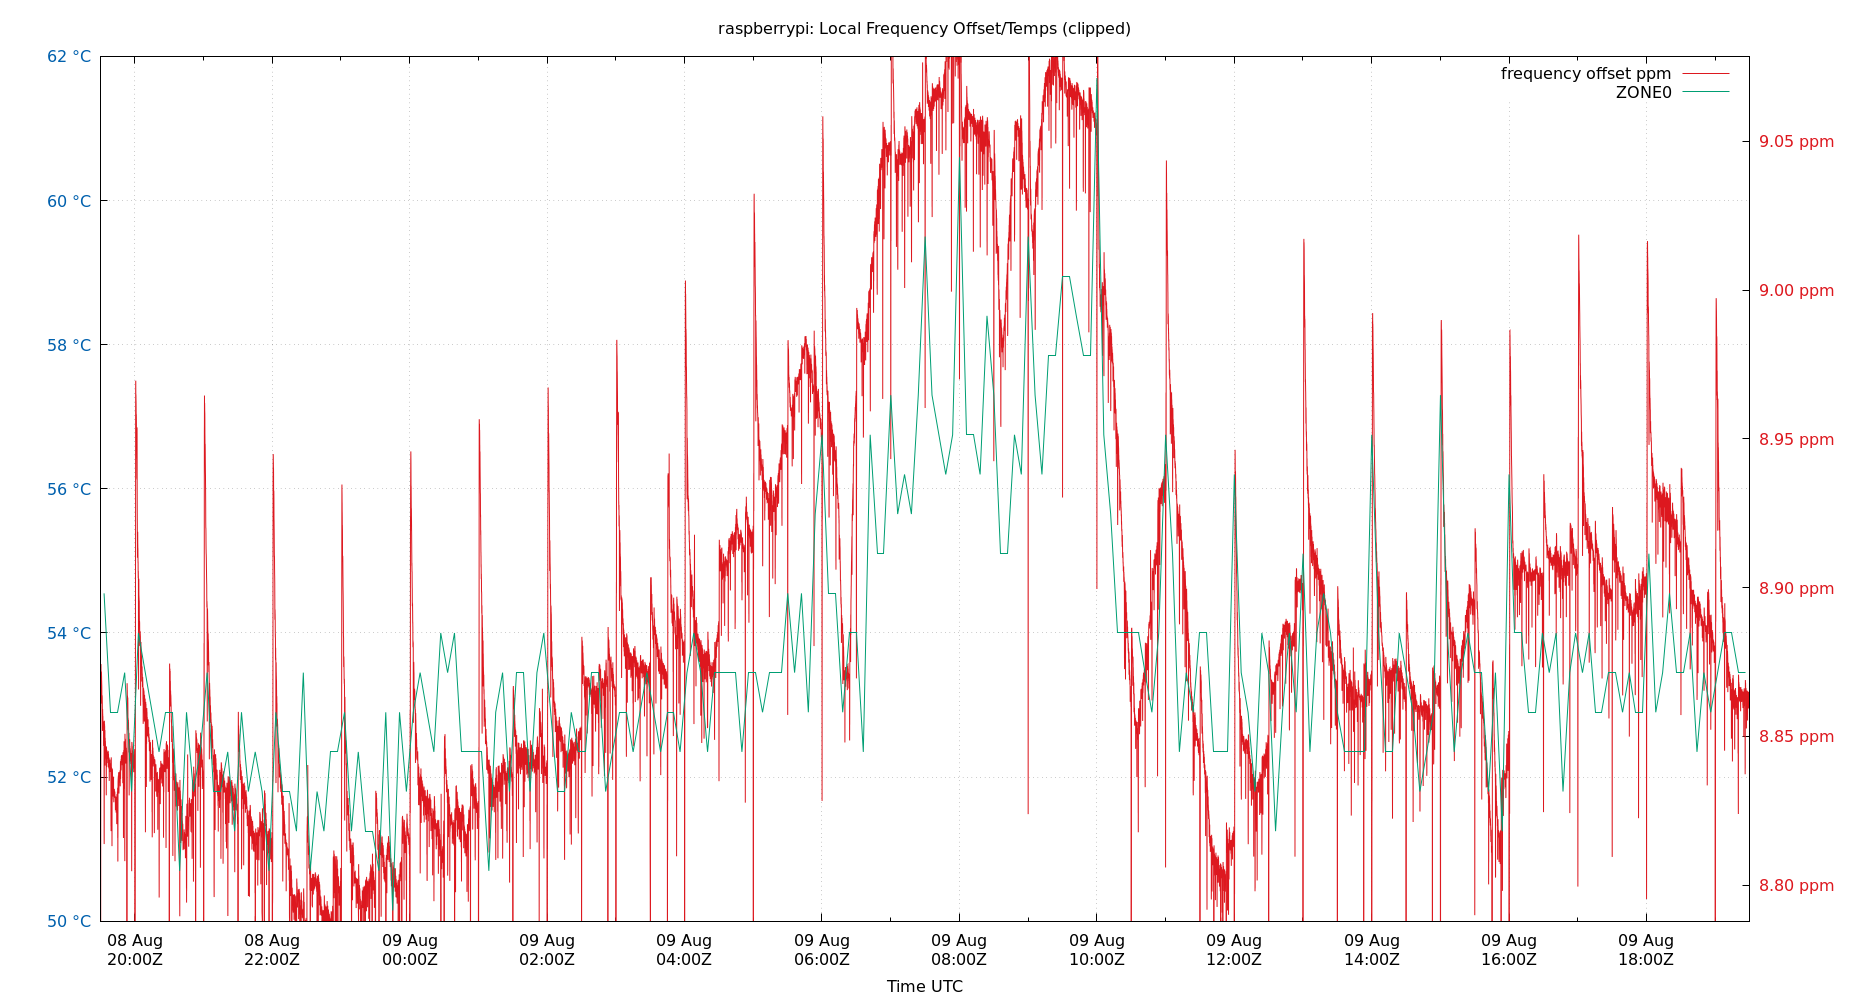 raspberrypi: Local Frequency Offset/Temps (clipped)
62 °C
60 °C
58 °C
56 °C
54 °C
52 °C
50 °C
frequency offset ppm
ZONE0
9.05 ppm
9.00 ppm
8.95 ppm
8.90 ppm
8.85 ppm
8.80 ppm
08 Aug 08 Aug 09 Aug 09 Aug 09 Aug 09 Aug 09 Aug 09 Aug 09 Aug 09 Aug 09 Aug 09 Aug
20:00Z 22:00Z 00:00Z 02:00Z 04:00Z 06:00Z 08:00Z 10:00Z 12:00Z 14:00Z 16:00Z 18:00Z
Time UTC